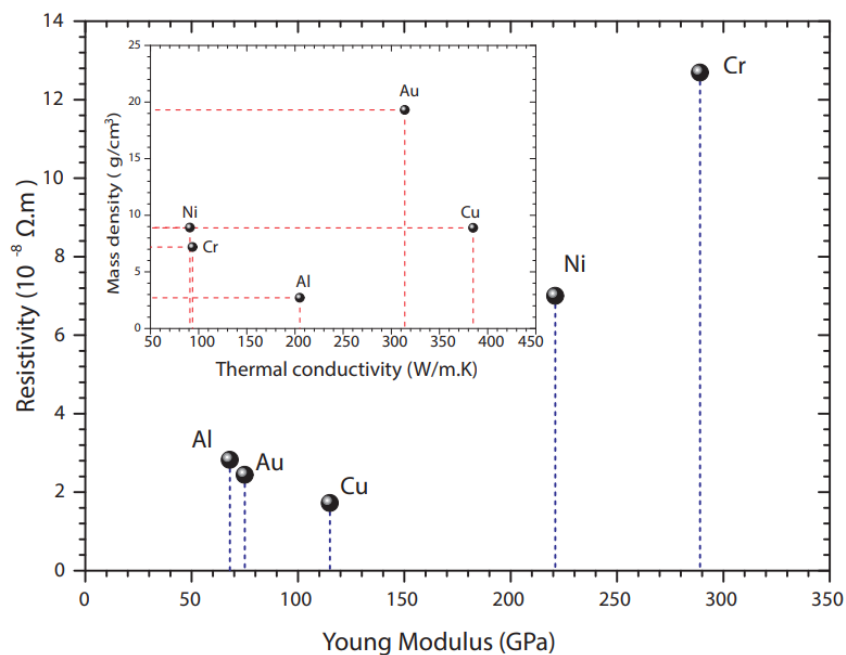 Resistivity (10 ⁻⁸ Ω.m )
14
12
10
8
6
4
2
0
0 50 100 150 200 250 300 350
Young Modulus (GPa)
Al
Au
Cu
Ni
Cr
Mass density ( g/cm³)
25
20
15
10
5
0
50 100 150 200 250 300 350 400 450
Thermal conductivity (W/m.K)
Au
Ni
Cu
Cr
Al